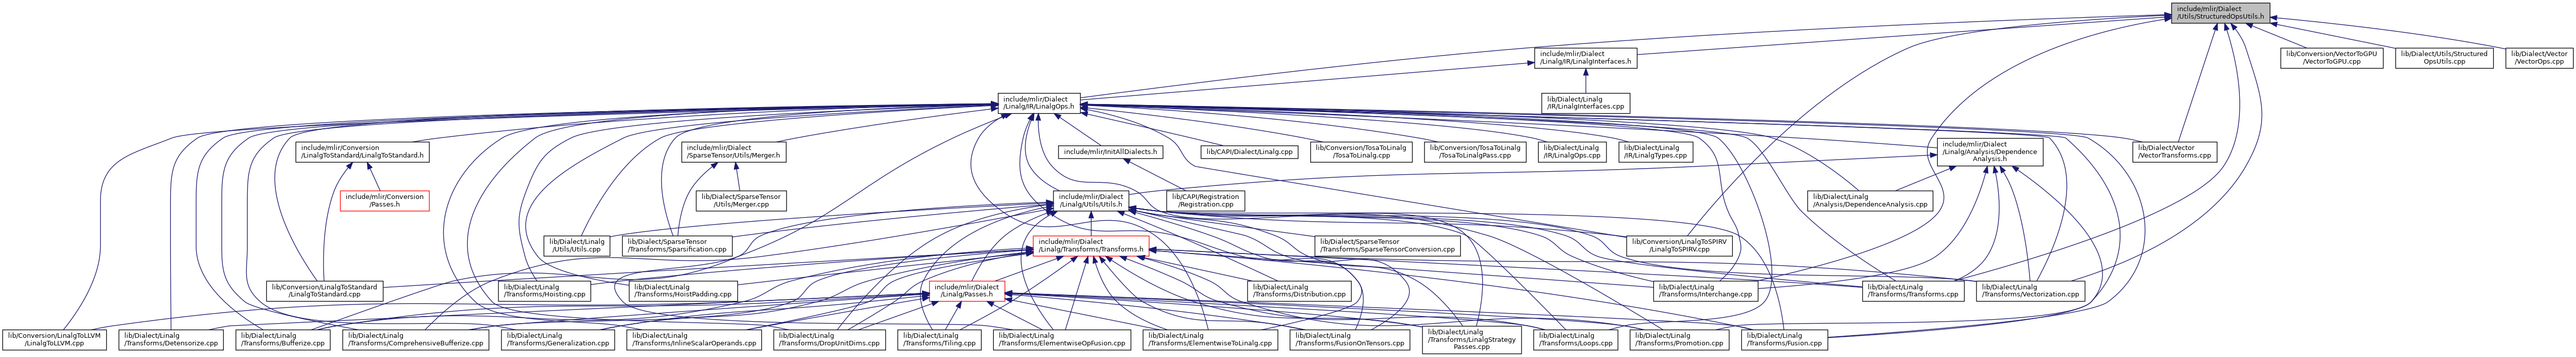 include/mlir/Dialect
/Utils/StructuredOpsUtils.h
include/mlir/Dialect
/Linalg/IR/LinalgInterfaces.h
lib/Conversion/VectorToGPU
/VectorToGPU.cpp
lib/Dialect/Utils/Structured
OpsUtils.cpp
lib/Dialect/Vector
/VectorOps.cpp
include/mlir/Dialect
/Linalg/IR/LinalgOps.h
lib/Dialect/Linalg
/IR/LinalgInterfaces.cpp
include/mlir/Conversion
/LinalgToStandard/LinalgToStandard.h
include/mlir/Dialect
/SparseTensor/Utils/Merger.h
include/mlir/InitAllDialects.h
lib/CAPI/Dialect/Linalg.cpp
lib/Conversion/TosaToLinalg
/TosaToLinalg.cpp
lib/Conversion/TosaToLinalg
/TosaToLinalgPass.cpp
lib/Dialect/Linalg
/IR/LinalgOps.cpp
lib/Dialect/Linalg
/IR/LinalgTypes.cpp
include/mlir/Dialect
/Linalg/Analysis/Dependence
Analysis.h
lib/Dialect/Vector
/VectorTransforms.cpp
include/mlir/Conversion
/Passes.h
lib/Dialect/SparseTensor
/Utils/Merger.cpp
include/mlir/Dialect
/Linalg/Utils/Utils.h
lib/CAPI/Registration
/Registration.cpp
lib/Dialect/Linalg
/Analysis/DependenceAnalysis.cpp
lib/Dialect/Linalg
/Utils/Utils.cpp
lib/Dialect/SparseTensor
/Transforms/Sparsification.cpp
include/mlir/Dialect
/Linalg/Transforms/Transforms.h
lib/Dialect/SparseTensor
/Transforms/SparseTensorConversion.cpp
lib/Conversion/LinalgToSPIRV
/LinalgToSPIRV.cpp
lib/Conversion/LinalgToStandard
/LinalgToStandard.cpp
lib/Dialect/Linalg
/Transforms/Hoisting.cpp
lib/Dialect/Linalg
/Transforms/HoistPadding.cpp
include/mlir/Dialect
/Linalg/Passes.h
lib/Dialect/Linalg
/Transforms/Distribution.cpp
lib/Dialect/Linalg
/Transforms/Interchange.cpp
lib/Dialect/Linalg
/Transforms/Transforms.cpp
lib/Dialect/Linalg
/Transforms/Vectorization.cpp
lib/Conversion/LinalgToLLVM
/LinalgToLLVM.cpp
lib/Dialect/Linalg
/Transforms/Detensorize.cpp
lib/Dialect/Linalg
/Transforms/Bufferize.cpp
lib/Dialect/Linalg
/Transforms/ComprehensiveBufferize.cpp
lib/Dialect/Linalg
/Transforms/Generalization.cpp
lib/Dialect/Linalg
/Transforms/InlineScalarOperands.cpp
lib/Dialect/Linalg
/Transforms/DropUnitDims.cpp
lib/Dialect/Linalg
/Transforms/Tiling.cpp
lib/Dialect/Linalg
/Transforms/ElementwiseOpFusion.cpp
lib/Dialect/Linalg
/Transforms/ElementwiseToLinalg.cpp
lib/Dialect/Linalg
/Transforms/FusionOnTensors.cpp
lib/Dialect/Linalg
/Transforms/LinalgStrategy
Passes.cpp
lib/Dialect/Linalg
/Transforms/Loops.cpp
lib/Dialect/Linalg
/Transforms/Promotion.cpp
lib/Dialect/Linalg
/Transforms/Fusion.cpp